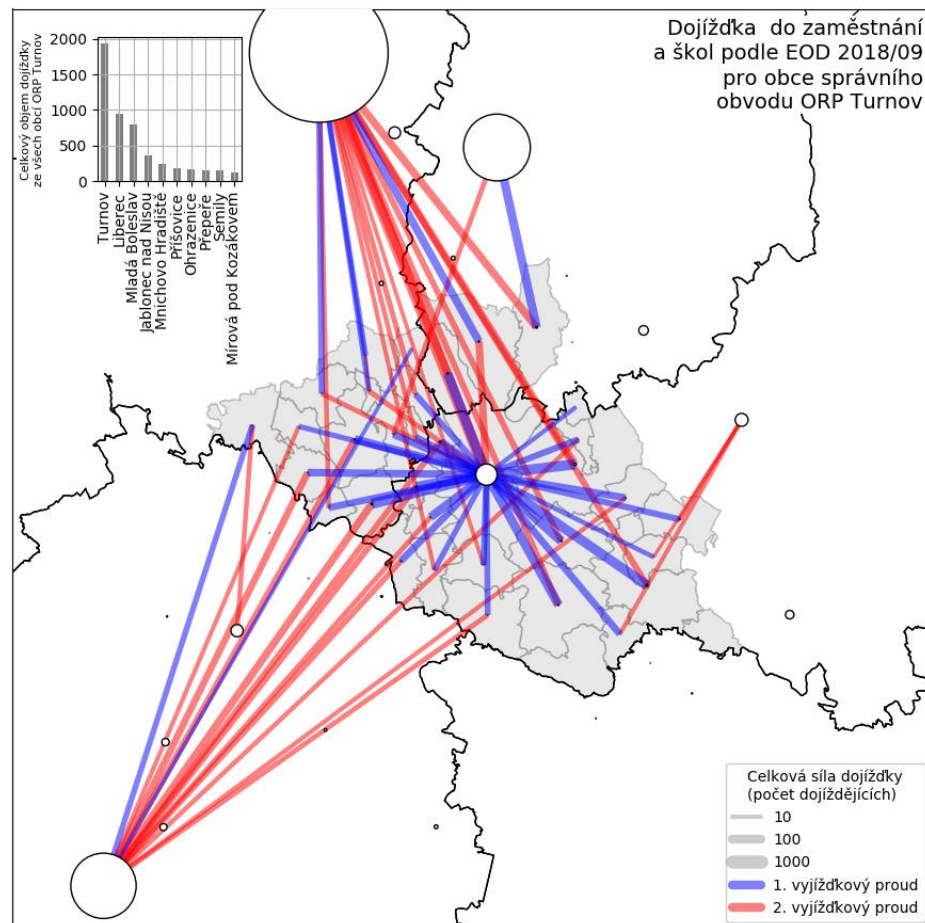 Dojížďka  do zaměstnání
a škol podle EOD 2018/09
pro obce správního
obvodu ORP Turnov
Celkový objem dojížďky
ze všech obcí ORP Turnov
2000
1500
1000
500
0
Turnov
Liberec
Mladá Boleslav
Jablonec nad Nisou
Mnichovo Hradiště
Příšovice
Ohrazenice
Přepeře
Semily
Mírová pod Kozákovem
Celková síla dojížďky
(počet dojíždějících)
10
100
1000
1. vyjížďkový proud
2. vyjížďkový proud